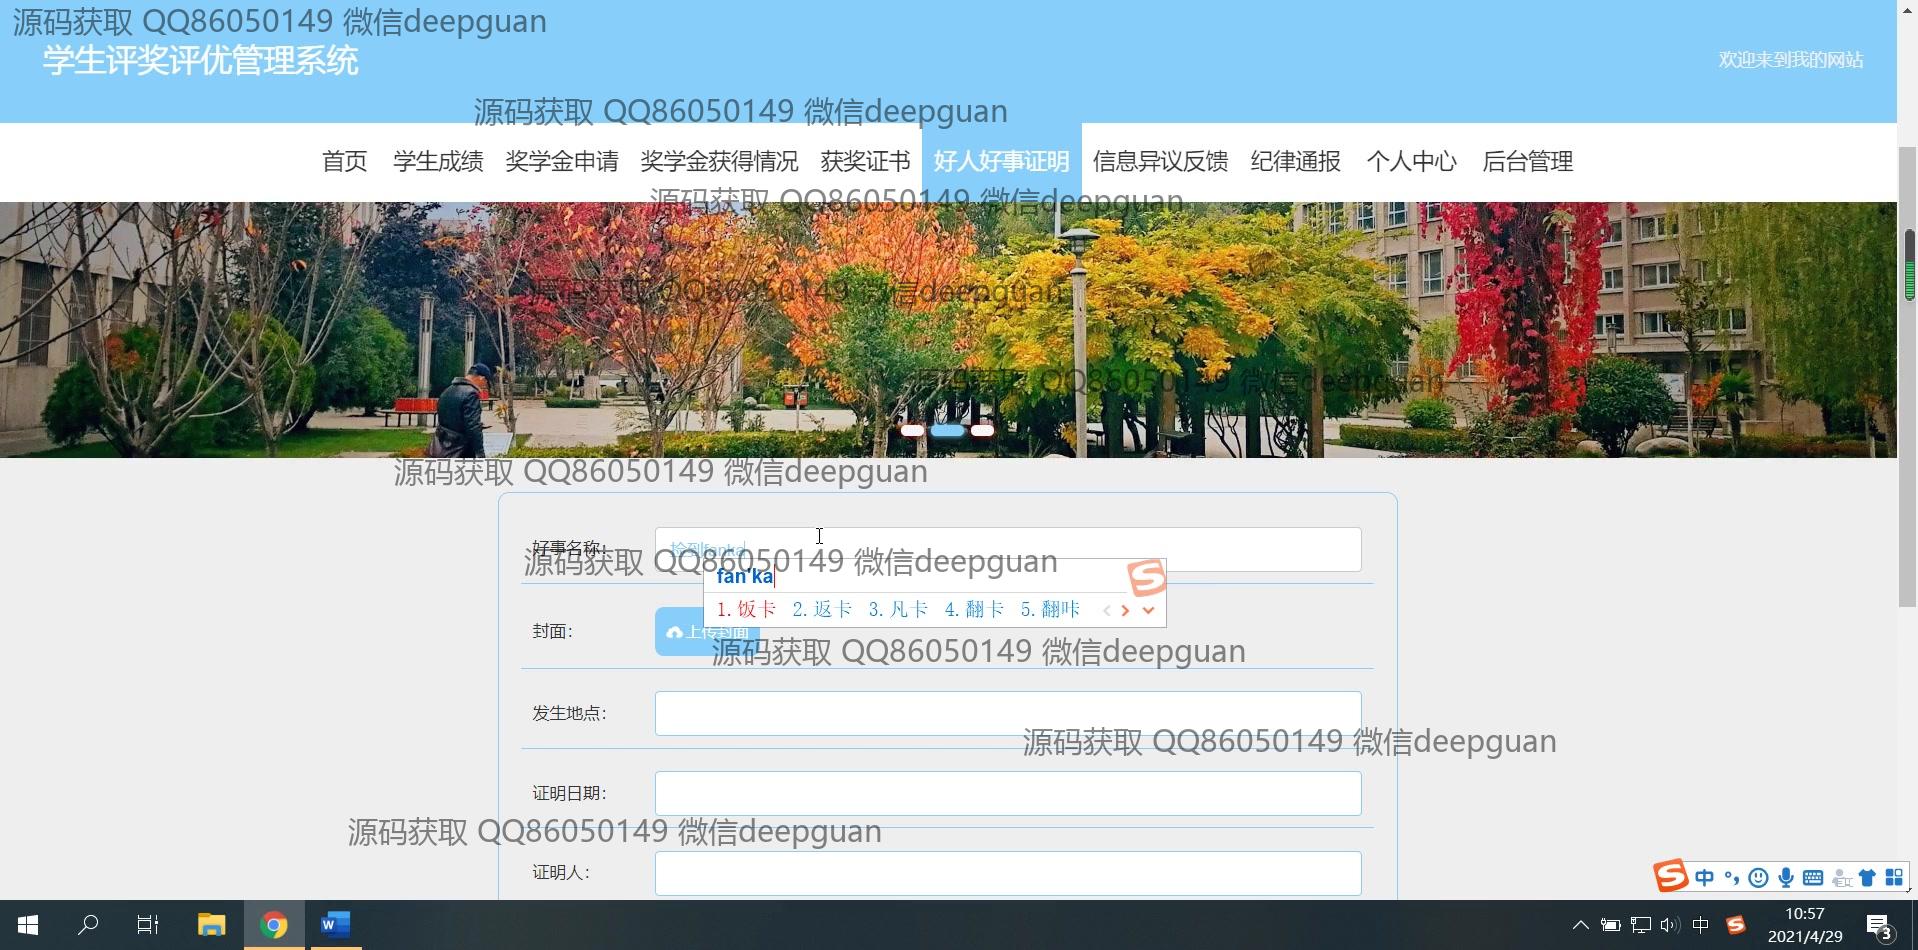 源码获取 QQ86050149 微信deepguan
学生评奖评优管理系统
欢迎来到我的网站
源码获取 QQ86050149 微信deepguan
首页 学生成绩 奖学金申请 奖学金获得情况 获奖证书 好人好事证明 信息异议反馈 纪律通报 个人中心 后台管理
源码获取 QQ86050149 微信deepguan
源码获取 QQ86050149 微信deepguan
源码获取 QQ86050149 微信deepguan
源码获取 QQ86050149 微信deepguan
好事名称: 捡到fanka
源码获取 QQ86050149 微信deepguan
fan'ka
1.饭卡 2.返卡 3.凡卡 4.翻卡 5.翻咔
封面: 上传封面
源码获取 QQ86050149 微信deepguan
发生地点:
源码获取 QQ86050149 微信deepguan
证明日期:
源码获取 QQ86050149 微信deepguan
证明人:
中
中
10:57
2021/4/29
3